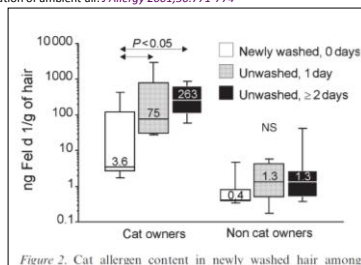 ation of ambient air. J Allergy 2001;56:771-774
10000
1000
100
10
1
0.1
ng Fel d 1/g of hair
P<0.05
Newly washed, 0 days
Unwashed, 1 day
Unwashed, ≥2 days
NS
3.6
75
263
0.4
1.3
1.3
Cat owners
Non cat owners
Figure 2. Cat allergen content in newly washed hair among